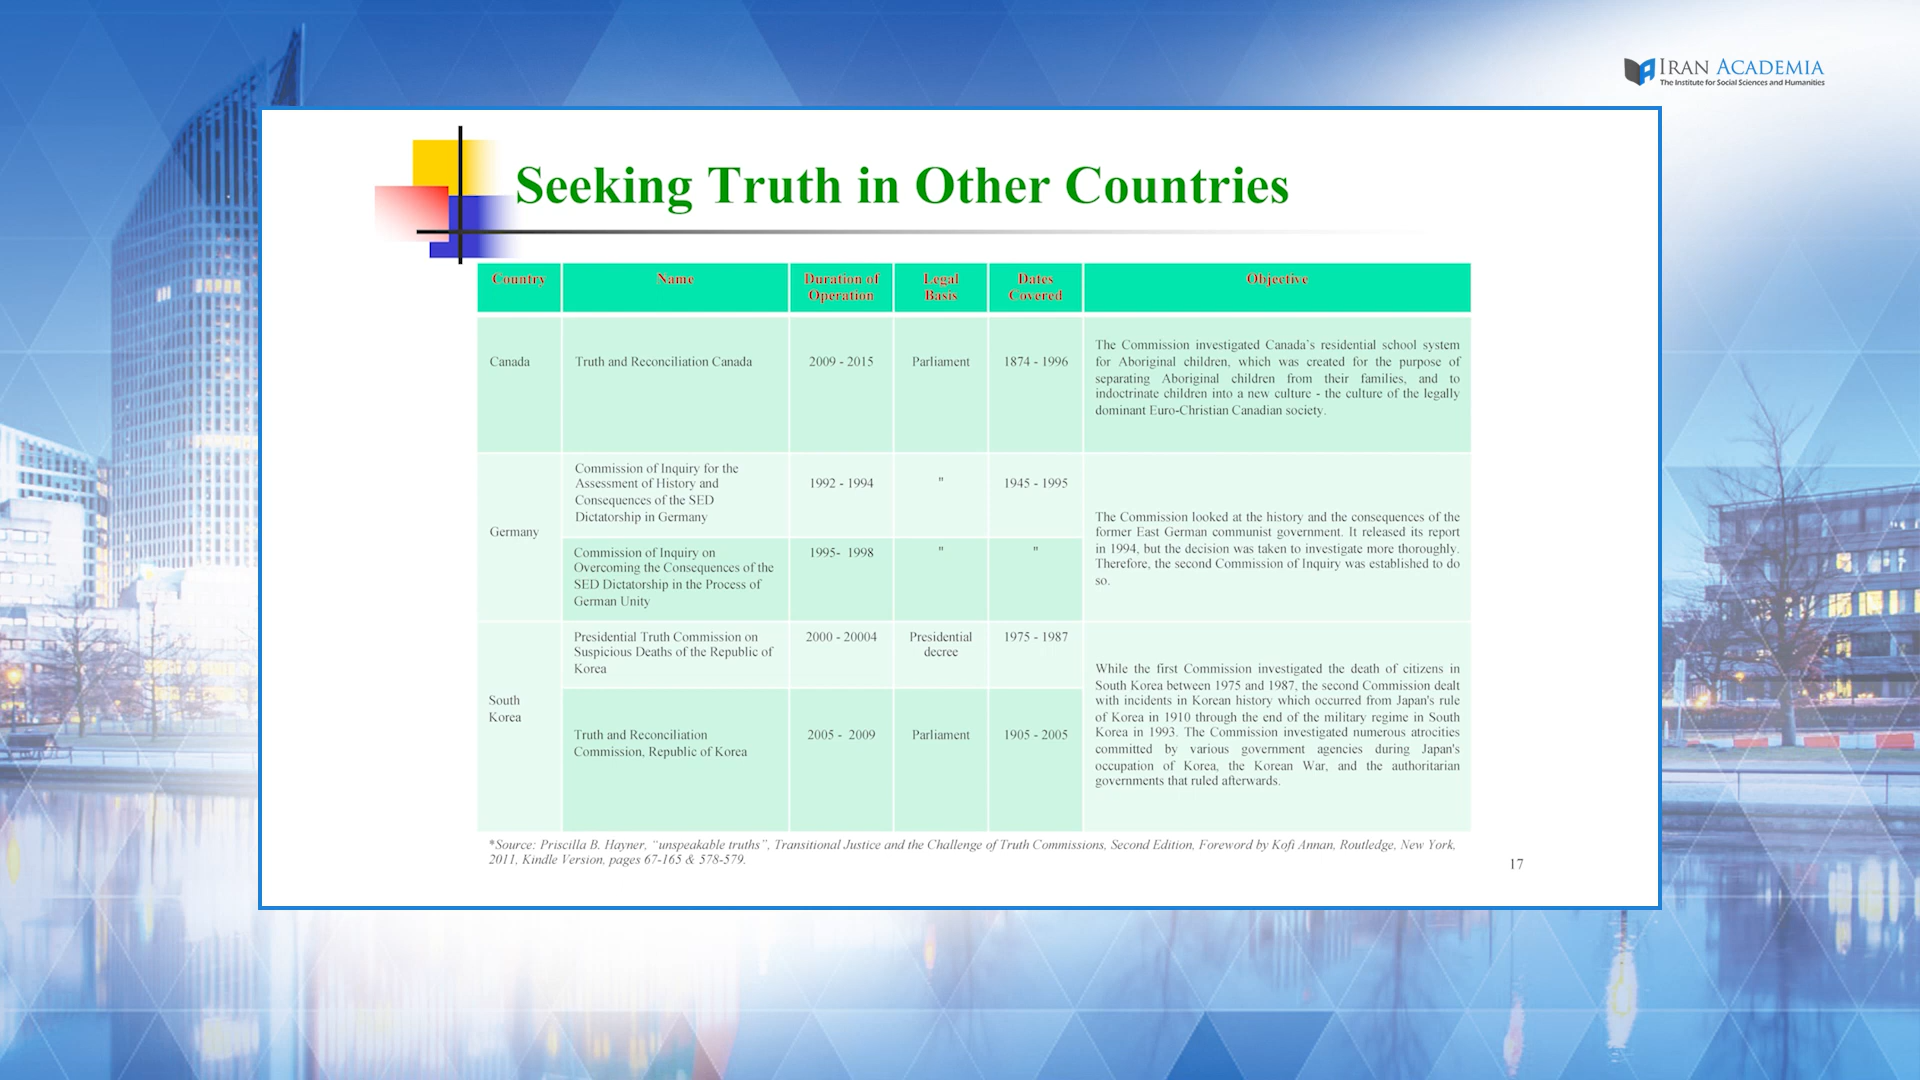 IRAN ACADEMIA
The Institute for Social Sciences and Humanities
Seeking Truth in Other Countries
Country
Name
Duration of
Operation
Legal
Basis
Dates
Covered
Objective
Canada
Truth and Reconciliation Canada
2009 - 2015
Parliament
1874 - 1996
The Commission investigated Canada's residential school system
for Aboriginal children, which was created for the purpose of
separating Aboriginal children from their families, and to
indoctrinate children into a new culture - the culture of the legally
dominant Euro-Christian Canadian society.
Germany
Commission of Inquiry for the
Assessment of History and
Consequences of the SED
Dictatorship in Germany
1992 - 1994
"
1945 - 1995
Commission of Inquiry on
Overcoming the Consequences of the
SED Dictatorship in the Process of
German Unity
1995- 1998
"
"
The Commission looked at the history and the consequences of the
former East German communist government. It released its report
in 1994, but the decision was taken to investigate more thoroughly.
Therefore, the second Commission of Inquiry was established to do
so.
South
Korea
Presidential Truth Commission on
Suspicious Deaths of the Republic of
Korea
2000 - 20004
Presidential
decree
1975 - 1987
Truth and Reconciliation
Commission, Republic of Korea
2005 - 2009
Parliament
1905 - 2005
While the first Commission investigated the death of citizens in
South Korea between 1975 and 1987, the second Commission dealt
with incidents in Korean history which occurred from Japan's rule
of Korea in 1910 through the end of the military regime in South
Korea in 1993. The Commission investigated numerous atrocities
committed by various government agencies during Japan's
occupation of Korea, the Korean War, and the authoritarian
governments that ruled afterwards.
*Source: Priscilla B. Hayner, "unspeakable truths", Transitional Justice and the Challenge of Truth Commissions, Second Edition, Foreword by Kofi Annan, Routledge, New York,
2011, Kindle Version, pages 67-165 & 578-579.
17